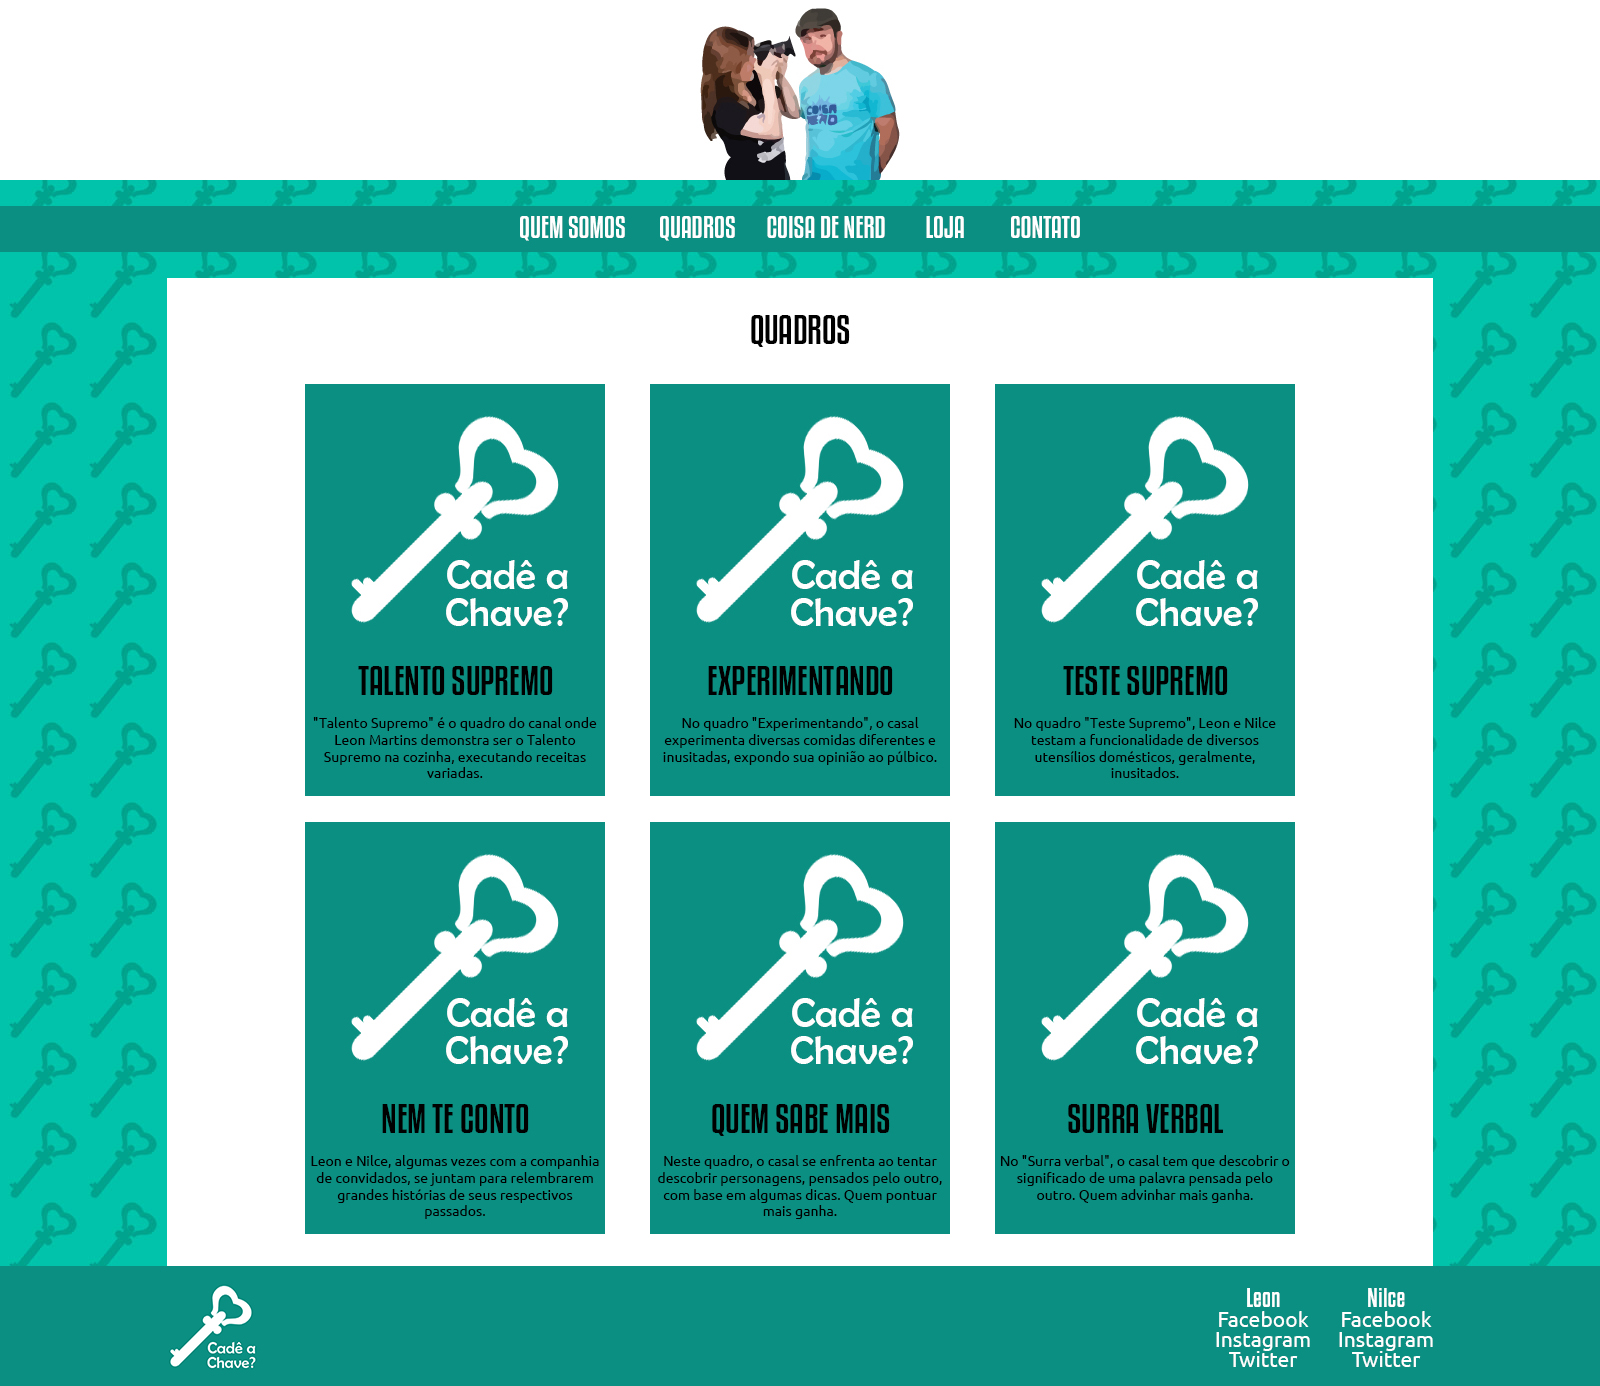 COISA
NERD
QUEM SOMOS QUADROS COISA DE NERD LOJA CONTATO
QUADROS
Cadê a
Chave?
TALENTO SUPREMO
"Talento Supremo" é o quadro do canal onde
Leon Martins demonstra ser o Talento
Supremo na cozinha, executando receitas
variadas.
Cadê a
Chave?
EXPERIMENTANDO
No quadro "Experimentando", o casal
experimenta diversas comidas diferentes e
inusitadas, expondo sua opinião ao púlbico.
Cadê a
Chave?
TESTE SUPREMO
No quadro "Teste Supremo", Leon e Nilce
testam a funcionalidade de diversos
utensílios domésticos, geralmente,
inusitados.
Cadê a
Chave?
NEM TE CONTO
Leon e Nilce, algumas vezes com a companhia
de convidados, se juntam para relembrarem
grandes histórias de seus respectivos
passados.
Cadê a
Chave?
QUEM SABE MAIS
Neste quadro, o casal se enfrenta ao tentar
descobrir personagens, pensados pelo outro,
com base em algumas dicas. Quem pontuar
mais ganha.
Cadê a
Chave?
SURRA VERBAL
No "Surra verbal", o casal tem que descobrir o
significado de uma palavra pensada pelo
outro. Quem advinhar mais ganha.
Cadê a
Chave?
Leon
Facebook
Instagram
Twitter
Nilce
Facebook
Instagram
Twitter